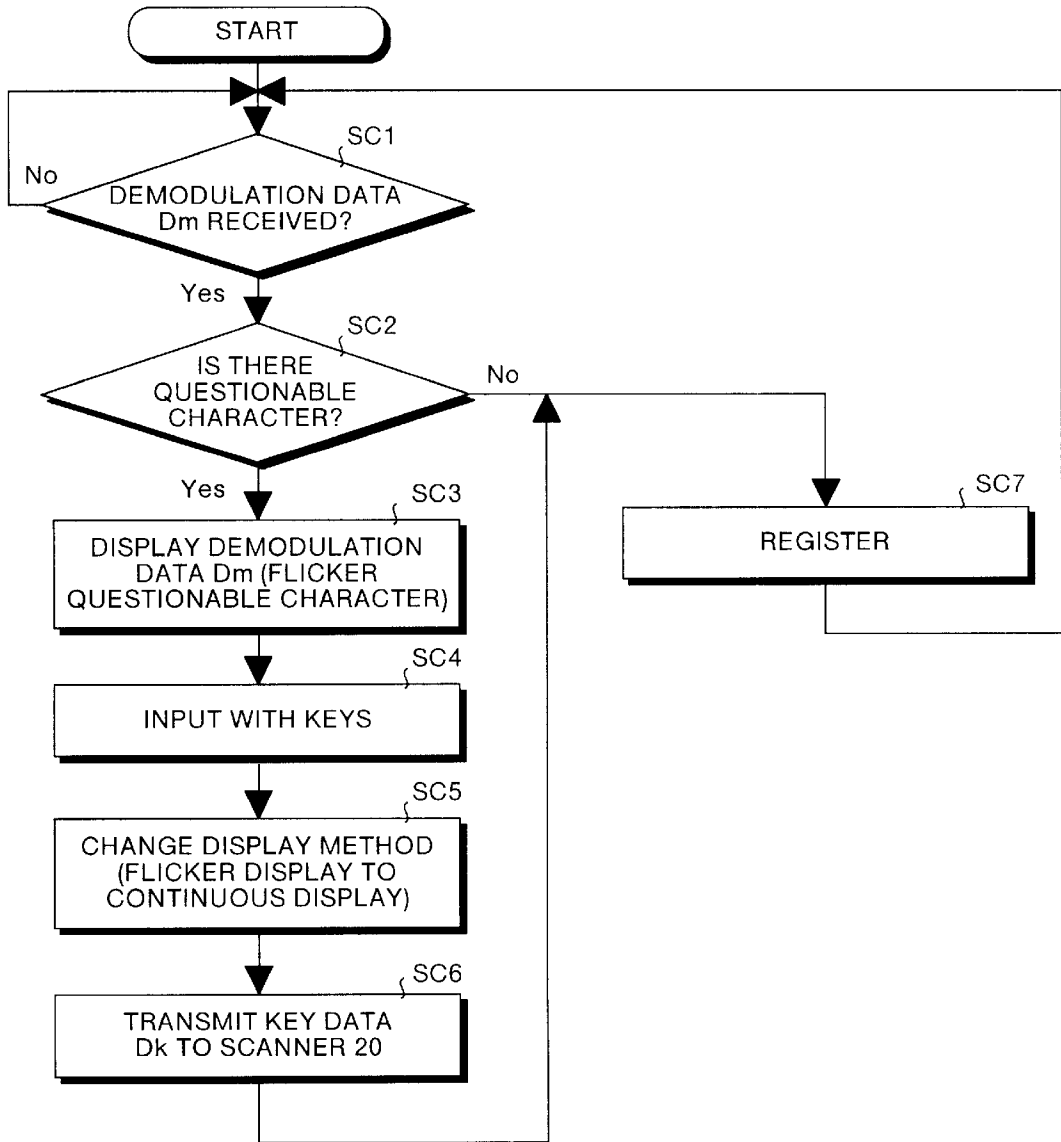 START
SC1
No
DEMODULATION DATA
Dm RECEIVED?
Yes
SC2
IS THERE
QUESTIONABLE
CHARACTER?
No
Yes
SC3
DISPLAY DEMODULATION
DATA Dm (FLICKER
QUESTIONABLE CHARACTER)
SC7
REGISTER
SC4
INPUT WITH KEYS
SC5
CHANGE DISPLAY METHOD
(FLICKER DISPLAY TO
CONTINUOUS DISPLAY)
SC6
TRANSMIT KEY DATA
Dk TO SCANNER 20